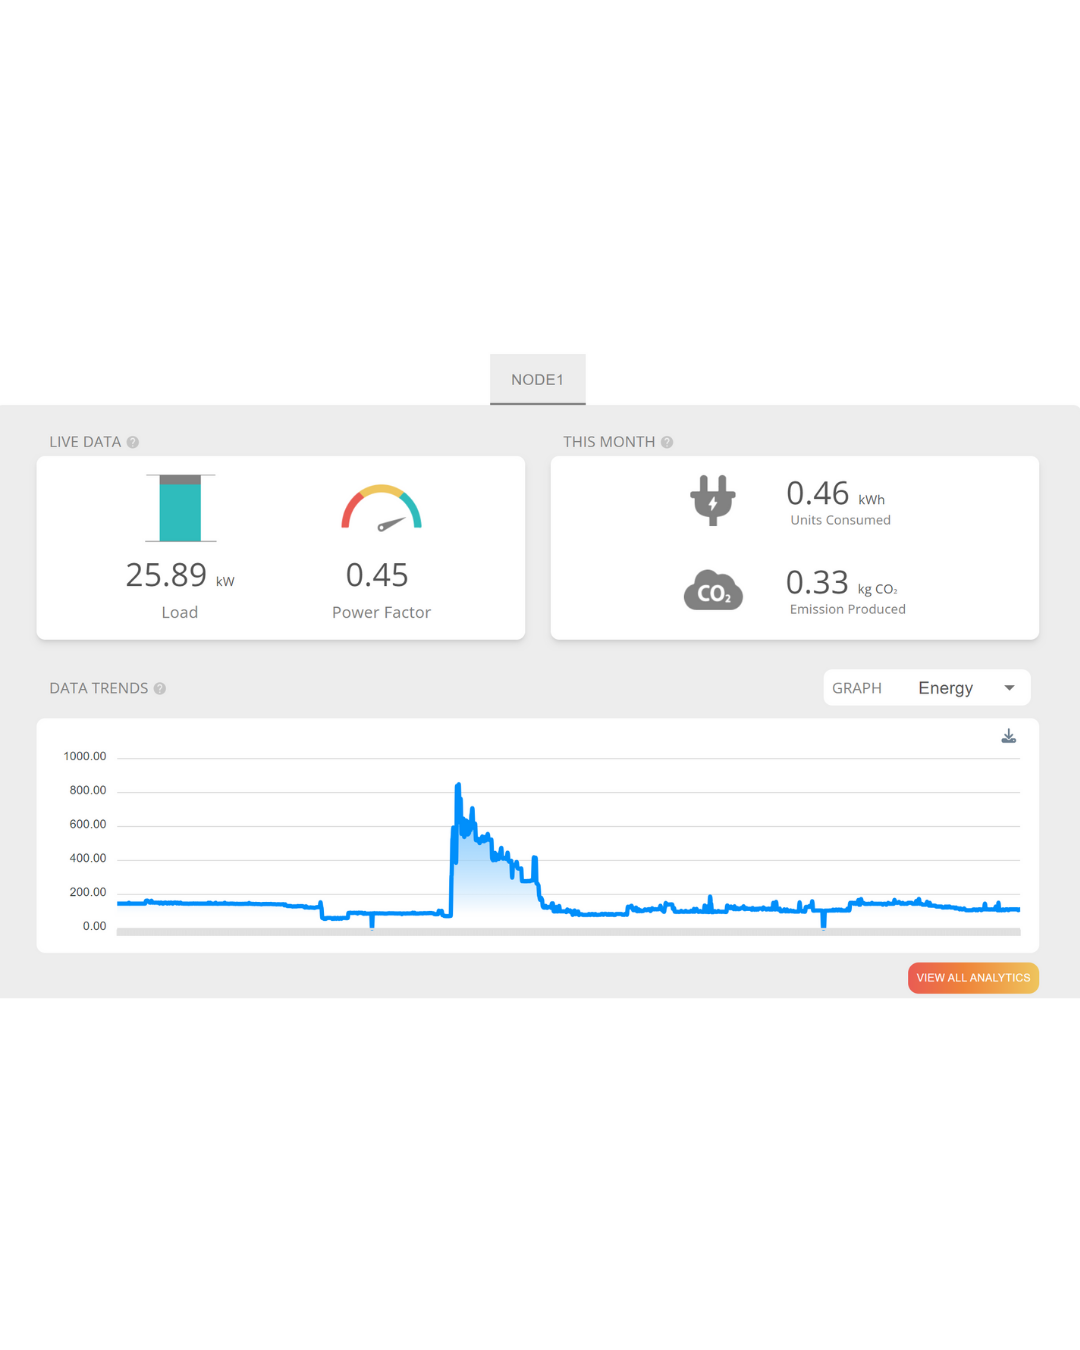 NODE1
LIVE DATA ?
THIS MONTH ?
25.89 kW
Load
0.45
Power Factor
0.46 kWh
Units Consumed
CO₂
0.33 kg CO₂
Emission Produced
DATA TRENDS ?
GRAPH Energy
1000.00
800.00
600.00
400.00
200.00
0.00
VIEW ALL ANALYTICS